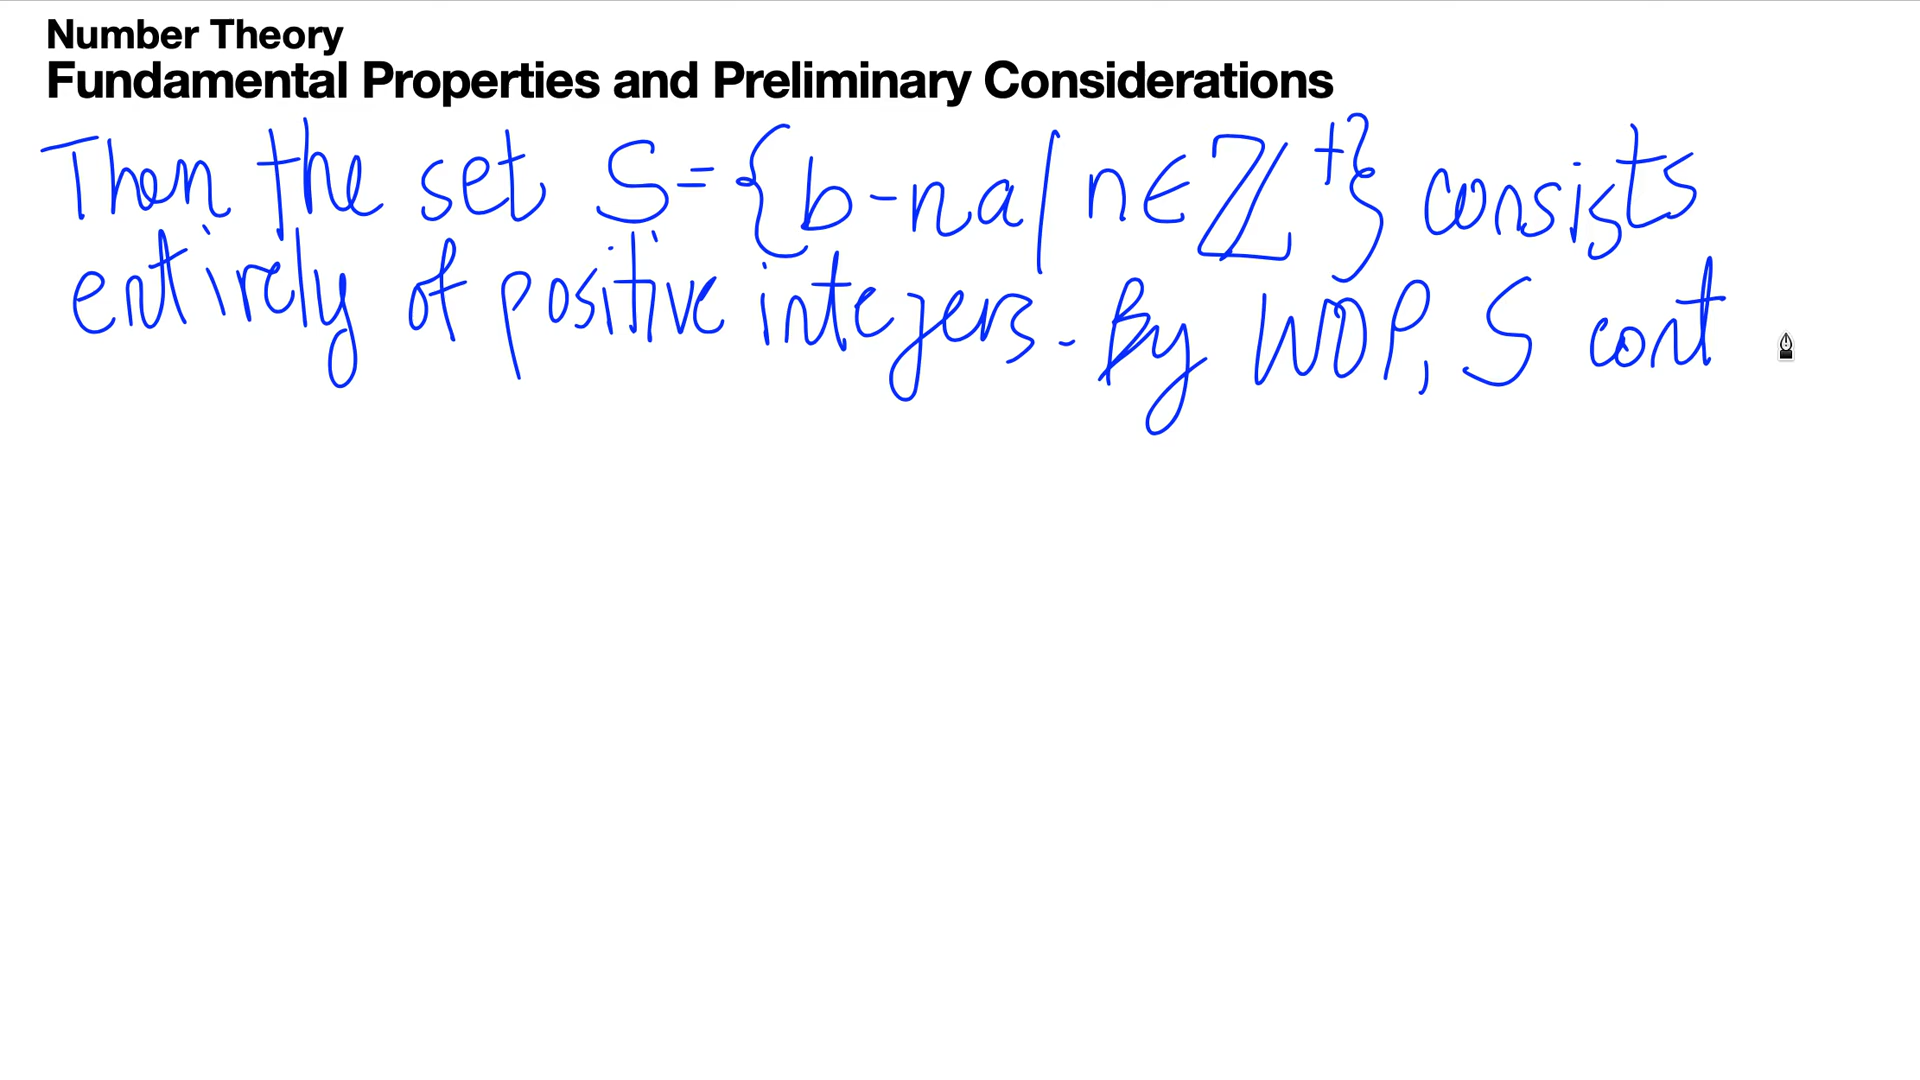 Number Theory
Fundamental Properties and Preliminary Considerations
Then the set S = {b-na | n ∈ ℤ⁺} consists
entirely of positive integers. By WOP, S cont